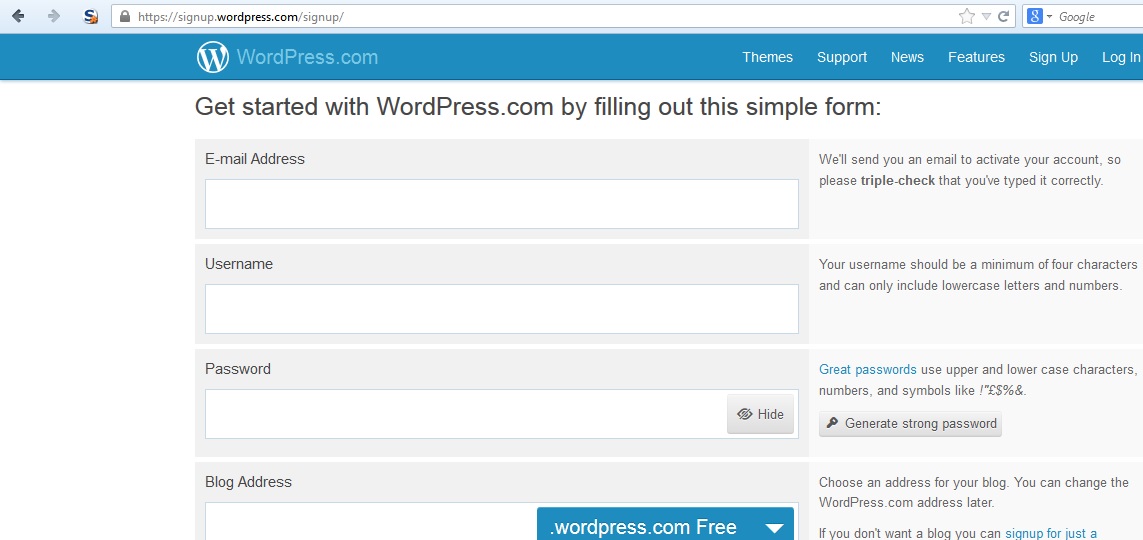 https://signup.wordpress.com/signup/
Google
WordPress.com
Themes Support News Features Sign Up Log In
Get started with WordPress.com by filling out this simple form:
E-mail Address
We'll send you an email to activate your account, so
please triple-check that you've typed it correctly.
Username
Your username should be a minimum of four characters
and can only include lowercase letters and numbers.
Password
Hide
Great passwords use upper and lower case characters,
numbers, and symbols like !"£$%&.
Generate strong password
Blog Address
.wordpress.com Free
Choose an address for your blog. You can change the
WordPress.com address later.
If you don't want a blog you can signup for just a